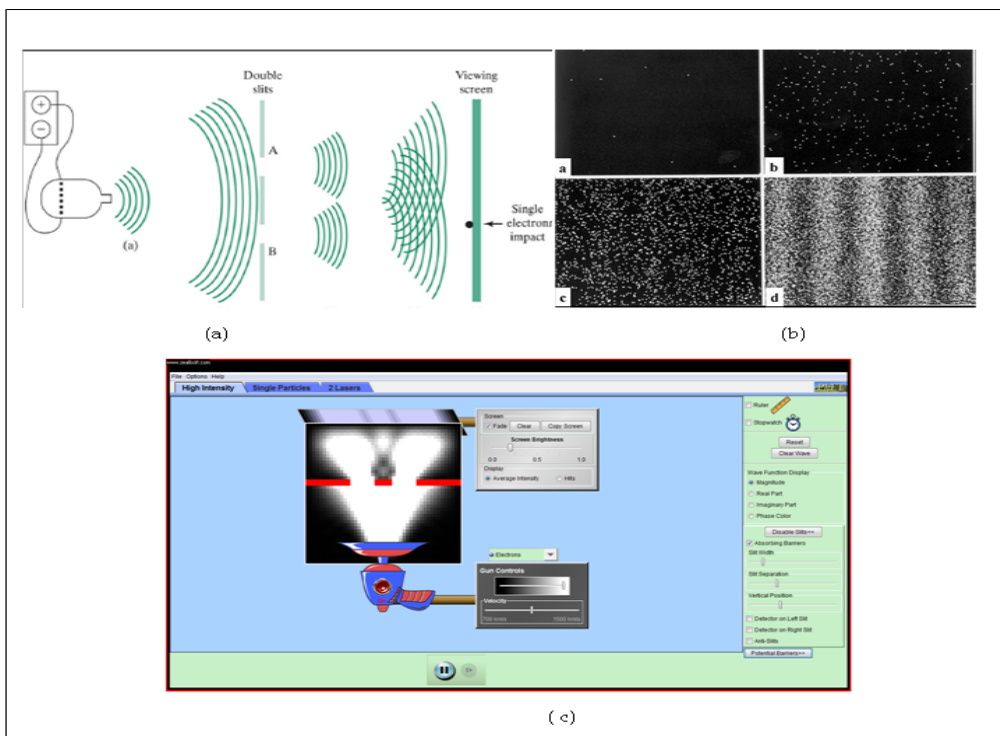 Double
slits
Viewing
screen
A
B
(a)
Single
electron
impact
a
b
c
d
(a)
(b)
File Options Help
High Intensity
Single Particles
2 Lasers
Screen
Fade
Clear
Copy Screen
Screen Brightness
0.0
0.5
1.0
Display
Average Intensity
Hits
Electrons
Gun Controls
Velocity
Ruler
Stopwatch
Reset
Clear Wave
Wave Function Display
Magnitude
Real Part
Imaginary Part
Phase Color
Disable Slits<<
Absorbing Barriers
Slit Width
Slit Separation
Vertical Position
Detector on Left Slit
Detector on Right Slit
Anti-Slits
Potential Barriers>>
( c)